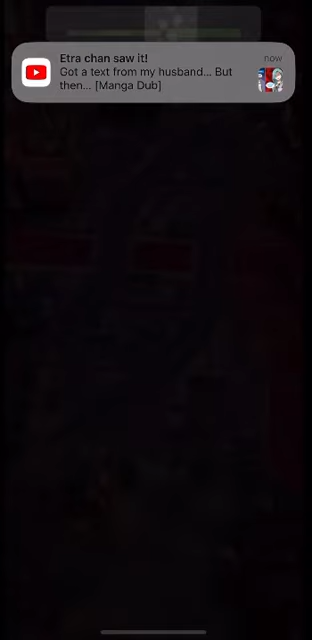 Etra chan saw it!
now
Got a text from my husband... But
then... [Manga Dub]